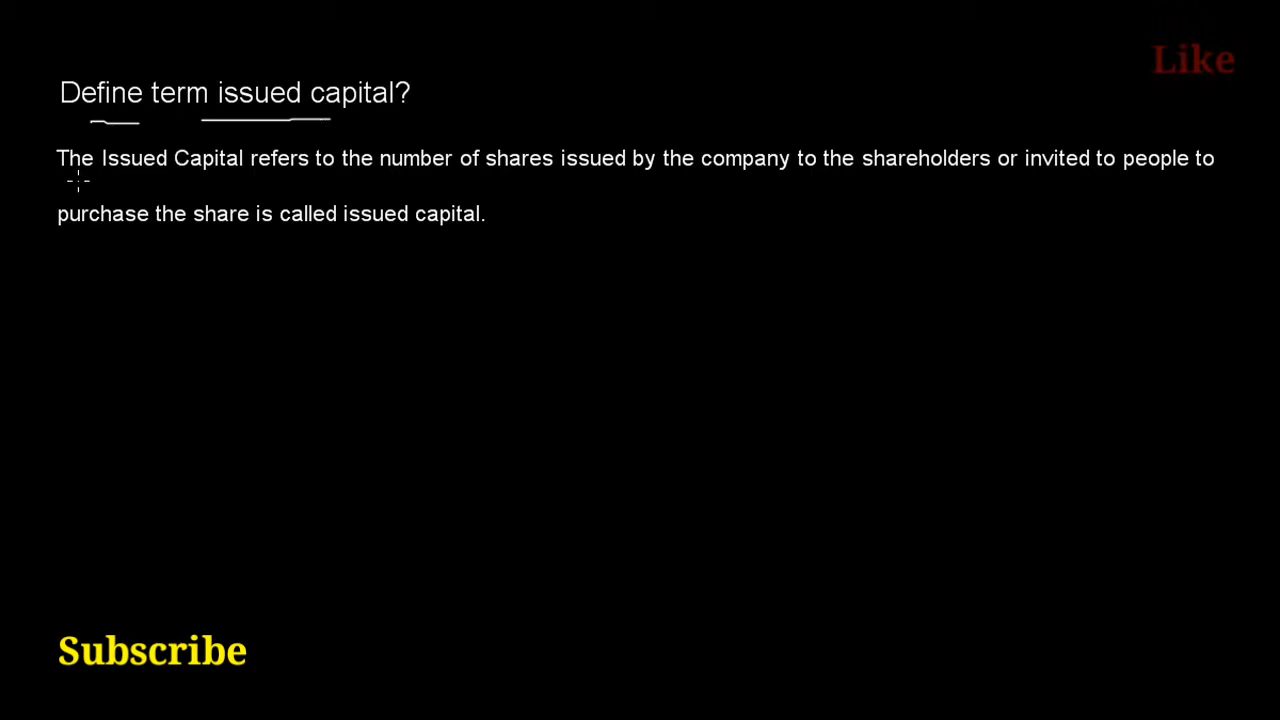 Like
Define term issued capital?
The Issued Capital refers to the number of shares issued by the company to the shareholders or invited to people to
purchase the share is called issued capital.
Subscribe